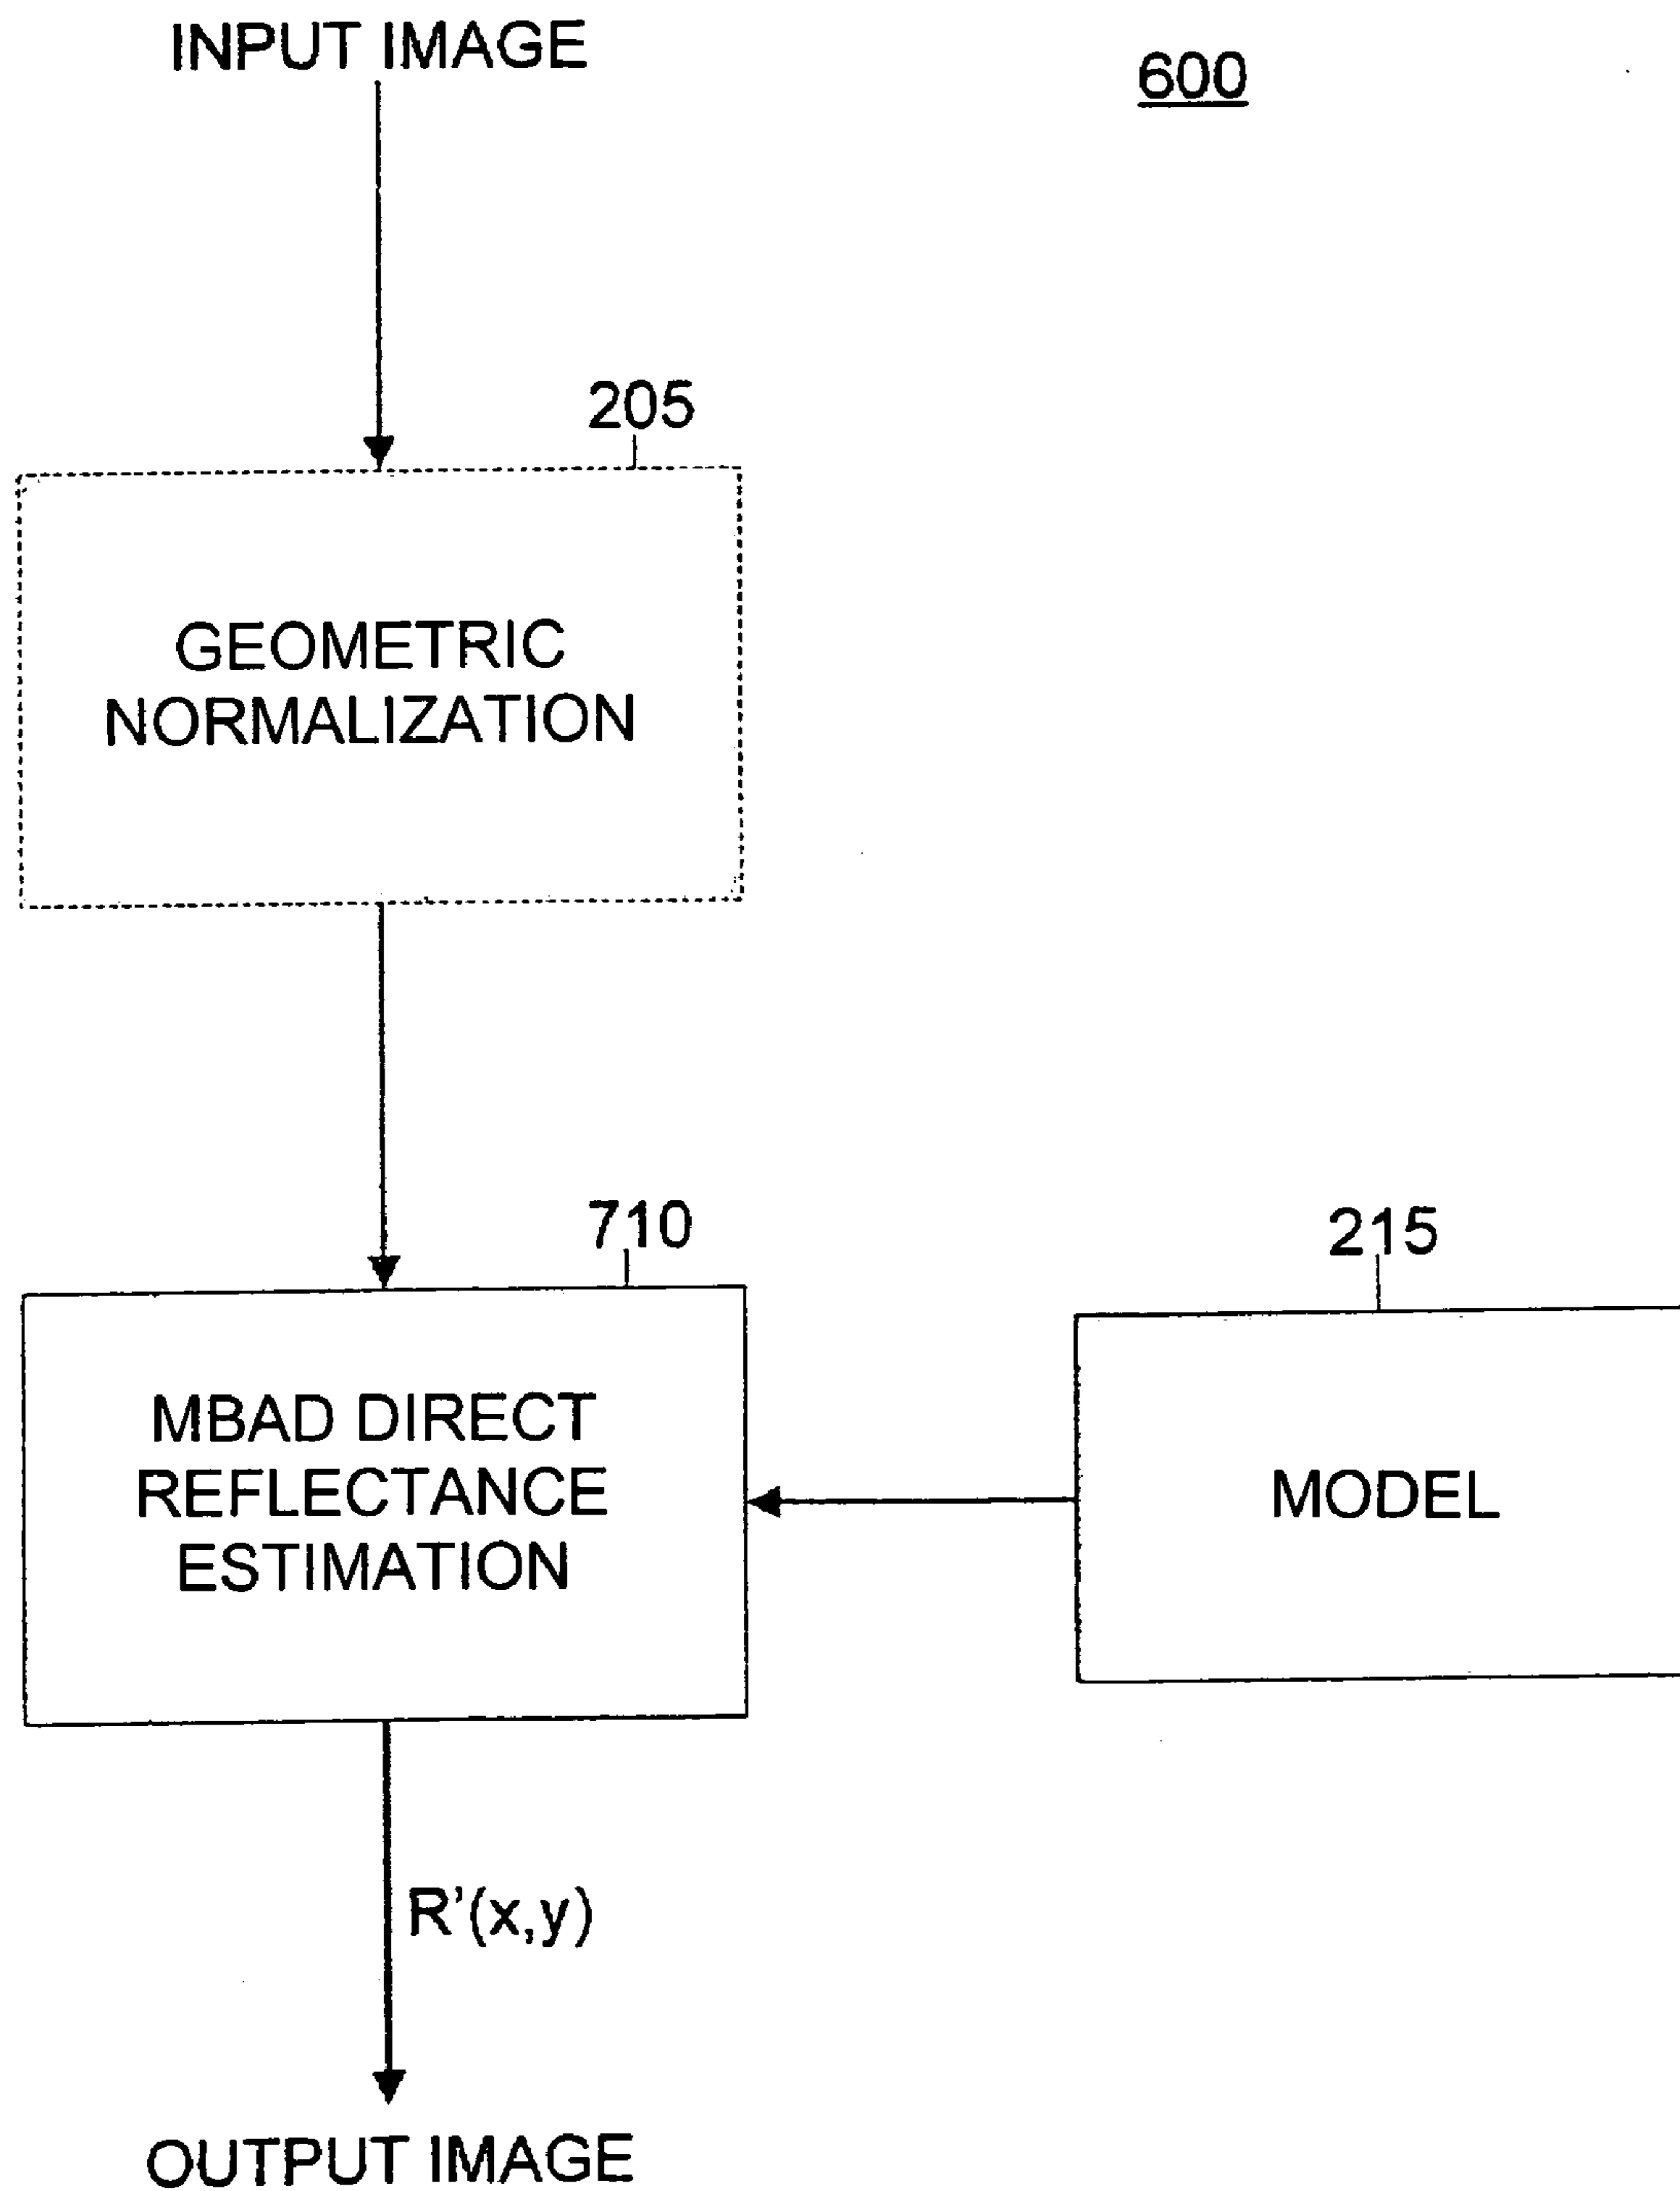 INPUT IMAGE
600
205
GEOMETRIC
NORMALIZATION
710
215
MBAD DIRECT
REFLECTANCE
ESTIMATION
MODEL
R'(x,y)
OUTPUT IMAGE